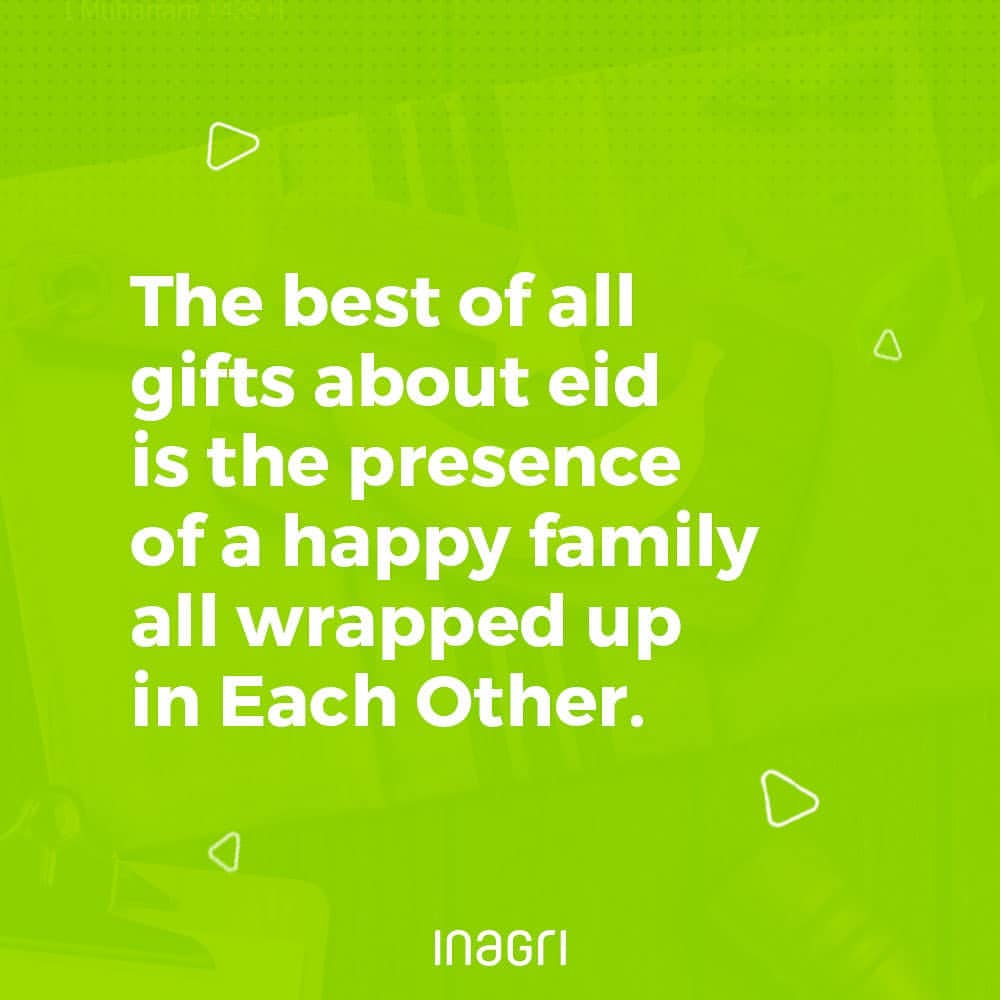 The best of all
gifts about eid
is the presence
of a happy family
all wrapped up
in Each Other.
INAGRI